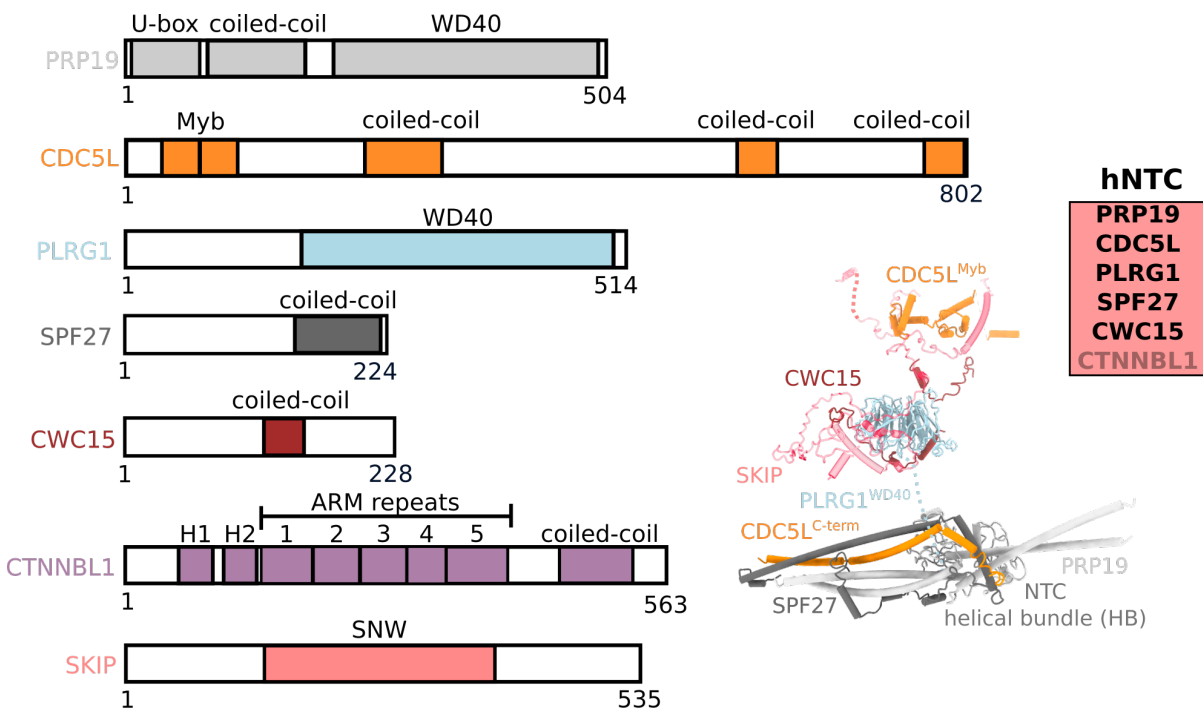 U-box coiled-coil WD40
PRP19
1 504
Myb coiled-coil coiled-coil coiled-coil
CDC5L
1 802
WD40
PLRG1
1 514
coiled-coil
SPF27
1 224
coiled-coil
CWC15
1 228
ARM repeats
H1 H2 1 2 3 4 5 coiled-coil
CTNNBL1
1 563
SNW
SKIP
1 535
CDC5L^Myb
CWC15
SKIP
PLRG1^WD40
CDC5L^C-term
PRP19
SPF27
NTC
helical bundle (HB)
hNTC
PRP19
CDC5L
PLRG1
SPF27
CWC15
CTNNBL1